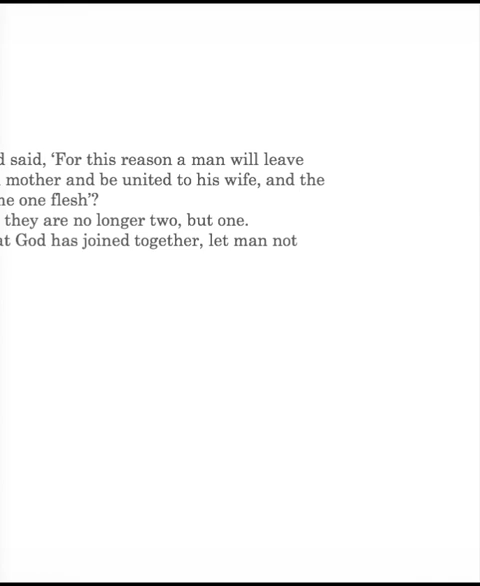 said, ‘For this reason a man will leave
mother and be united to his wife, and the
one flesh’?
they are no longer two, but one.
God has joined together, let man not